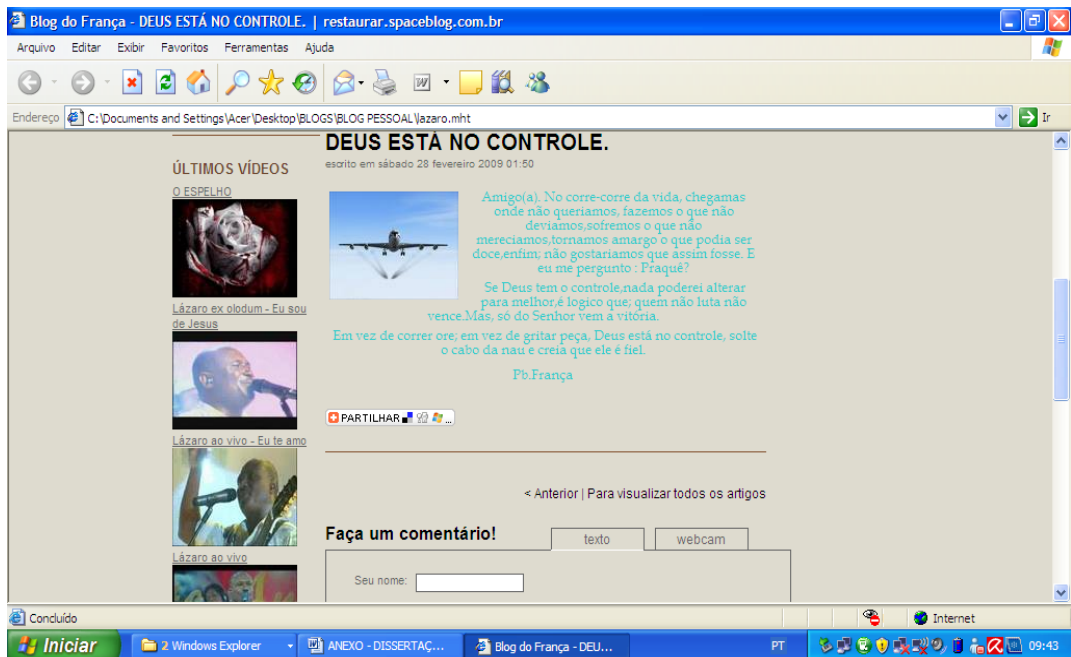 Blog do França - DEUS ESTÁ NO CONTROLE. | restaurar.spaceblog.com.br
Arquivo Editar Exibir Favoritos Ferramentas Ajuda
Endereço C:\Documents and Settings\Acer\Desktop\BLOGS\BLOG PESSOAL\lazaro.mht Ir
DEUS ESTÁ NO CONTROLE.
escrito em sábado 28 fevereiro 2009 01:50
ÚLTIMOS VÍDEOS
O ESPELHO
Lázaro ex olodum - Eu sou
de Jesus
Lázaro ao vivo - Eu te amo
Lázaro ao vivo
Amigo(a). No corre-corre da vida, chegamas
onde não queriamos, fazemos o que não
deviamos,sofremos o que não
mereciamos,tornamos amargo o que podia ser
doce,enfim; não gostariamos que assim fosse. E
eu me pergunto : Praquê?
Se Deus tem o controle,nada poderei alterar
para melhor,é logico que; quem não luta não
vence.Mas, só do Senhor vem a vitória.
Em vez de correr ore; em vez de gritar peça, Deus está no controle, solte
o cabo da nau e creia que ele é fiel.
Pb.França
PARTILHAR ...
< Anterior | Para visualizar todos os artigos
Faça um comentário!
texto webcam
Seu nome:
Concluído Internet
Iniciar 2 Windows Explorer ANEXO - DISSERTAÇ... Blog do França - DEU... PT 09:43